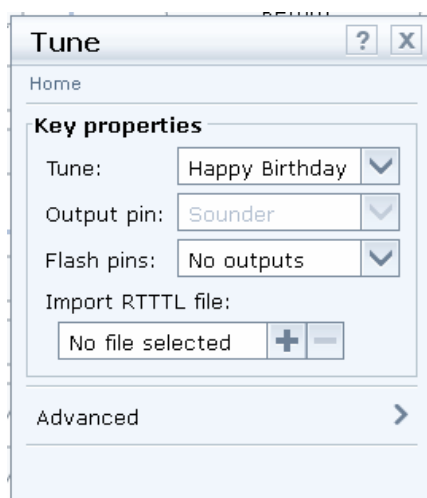 Tune ? X
Home
Key properties
Tune: Happy Birthday
Output pin: Sounder
Flash pins: No outputs
Import RTTTL file:
No file selected + −
Advanced